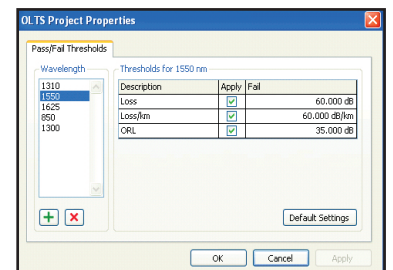 OLTS Project Properties
Pass/Fail Thresholds
Wavelength
1310
1550
1625
850
1300
Thresholds for 1550 nm
Description Apply Fail
Loss 60.000 dB
Loss/km 60.000 dB/km
ORL 35.000 dB
Default Settings
OK Cancel Apply